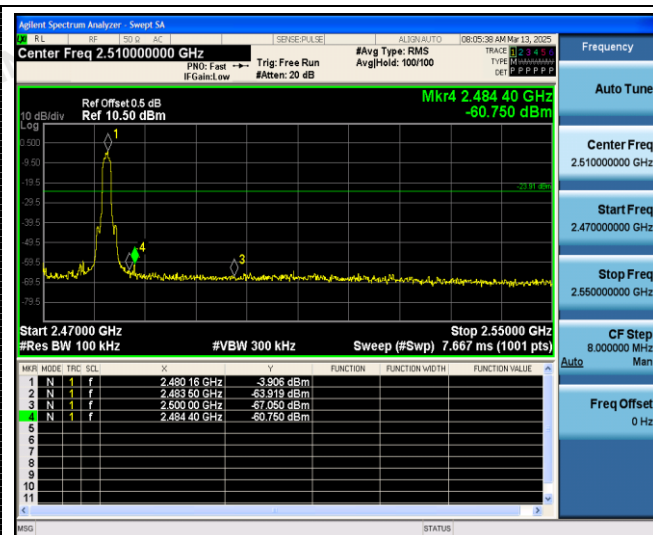 Agilent Spectrum Analyzer - Swept SA
RL RF 50 Ω AC SENSE:PULSE ALIGNAUTO 08:05:38 AM Mar 13, 2025
Center Freq 2.510000000 GHz
PNO: Fast
IFGain:Low
Trig: Free Run
#Atten: 20 dB
#Avg Type: RMS
Avg|Hold: 100/100
TRACE 1 2 3 4 5 6
TYPE M
DET P P P P P P
Mkr4 2.484 40 GHz
-60.750 dBm
Ref Offset 0.5 dB
10 dB/div Ref 10.50 dBm
Log
0.500
-9.50
-19.5
-29.5
-39.5
-49.5
-59.5
-69.5
-79.5
1
4
3
-23.91 dBm
Start 2.47000 GHz Stop 2.55000 GHz
#Res BW 100 kHz #VBW 300 kHz Sweep (#Swp) 7.667 ms (1001 pts)
MKR MODE TRC SCL X Y FUNCTION FUNCTION WIDTH FUNCTION VALUE
1 N 1 f 2.480 16 GHz -3.906 dBm
2 N 1 f 2.483 50 GHz -63.919 dBm
3 N 1 f 2.500 00 GHz -67.050 dBm
4 N 1 f 2.484 40 GHz -60.750 dBm
5
6
7
8
9
10
11
MSG STATUS
Frequency
Auto Tune
Center Freq
2.510000000 GHz
Start Freq
2.470000000 GHz
Stop Freq
2.550000000 GHz
CF Step
8.000000 MHz
Auto Man
Freq Offset
0 Hz